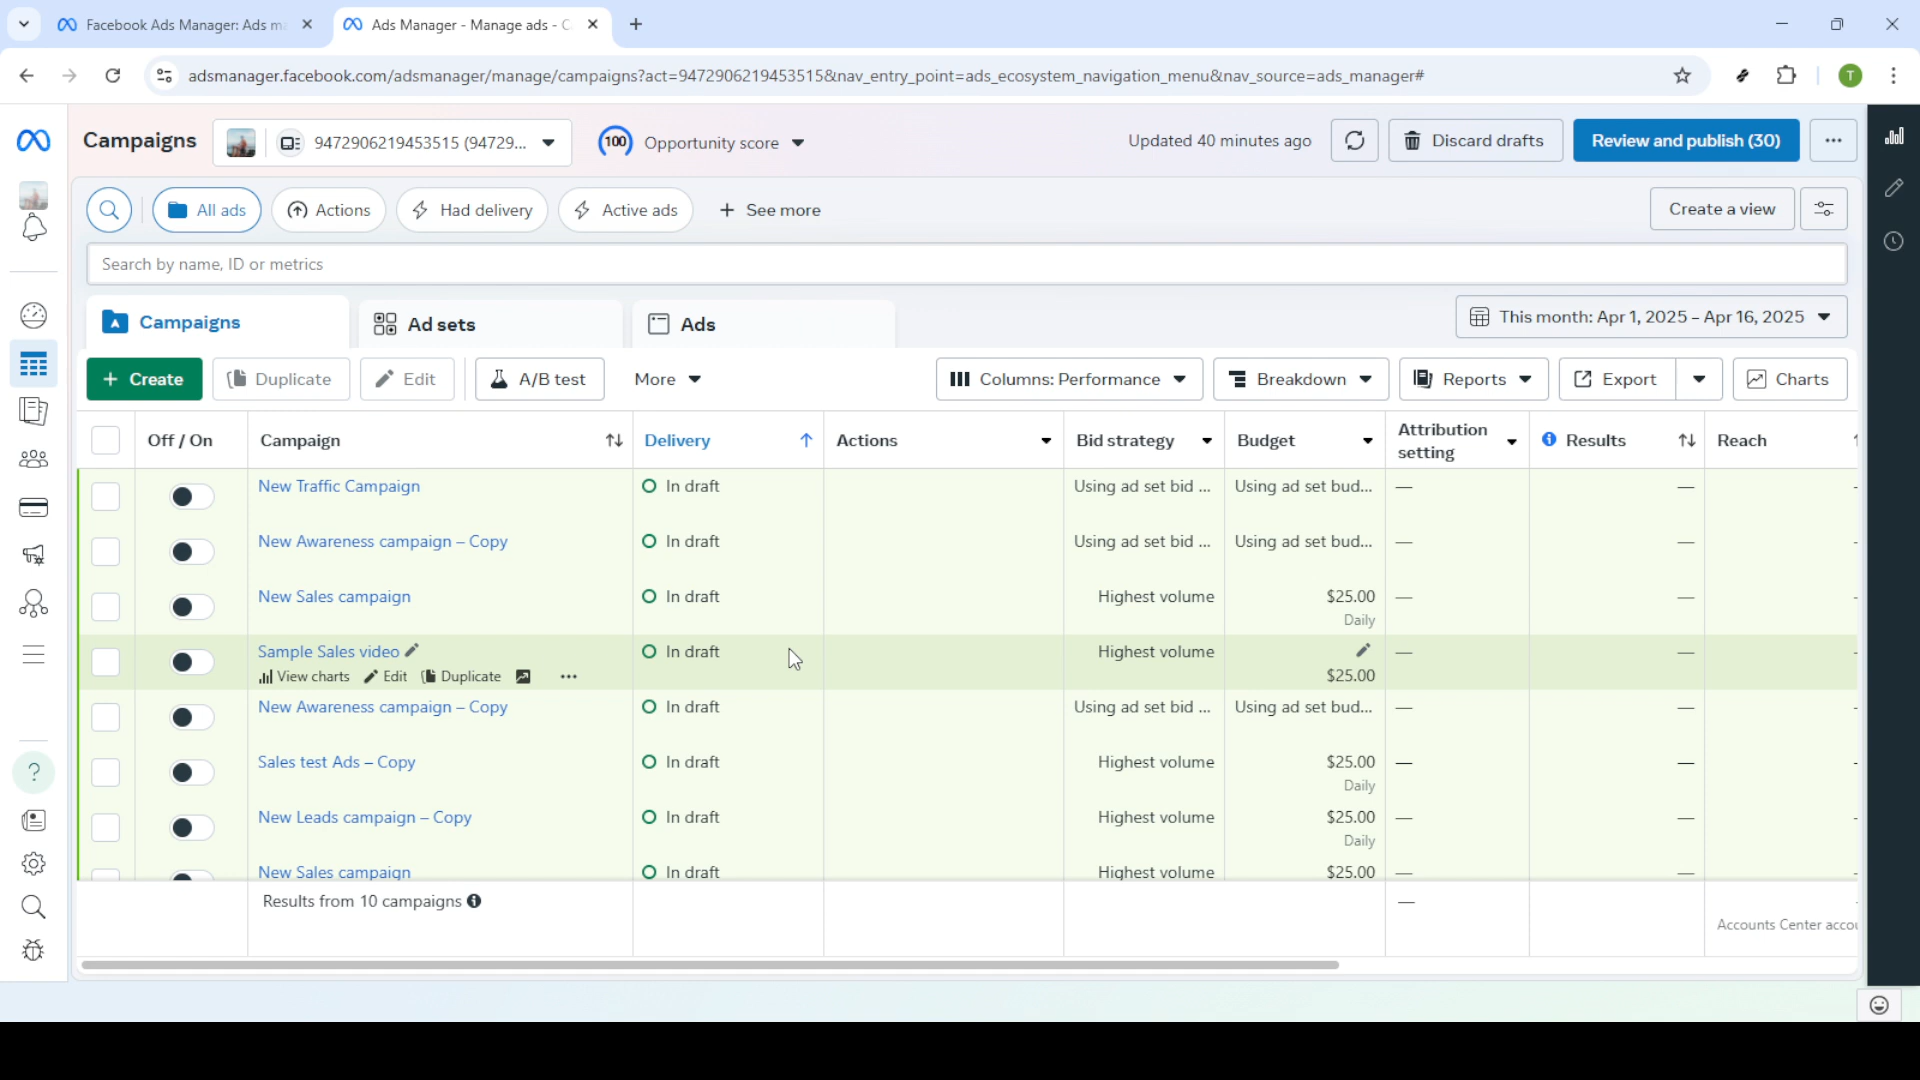 Facebook Ads Manager: Ads ma
Ads Manager - Manage ads - C
adsmanager.facebook.com/adsmanager/manage/campaigns?act=9472906219453515&nav_entry_point=ads_ecosystem_navigation_menu&nav_source=ads_manager#
T
Campaigns
9472906219453515 (94729...
100 Opportunity score
Updated 40 minutes ago
Discard drafts
Review and publish (30)
All ads
Actions
Had delivery
Active ads
+ See more
Create a view
Search by name, ID or metrics
Campaigns
Ad sets
Ads
This month: Apr 1, 2025 – Apr 16, 2025
+ Create
Duplicate
Edit
A/B test
More
Columns: Performance
Breakdown
Reports
Export
Charts
Off / On
Campaign
Delivery
Actions
Bid strategy
Budget
Attribution setting
Results
Reach
New Traffic Campaign In draft Using ad set bid ... Using ad set bud... — —
New Awareness campaign – Copy In draft Using ad set bid ... Using ad set bud... — —
New Sales campaign In draft Highest volume $25.00 — —
Daily
Sample Sales video In draft Highest volume — —
View charts Edit Duplicate ... $25.00
New Awareness campaign – Copy In draft Using ad set bid ... Using ad set bud... — —
Sales test Ads – Copy In draft Highest volume $25.00 — —
Daily
New Leads campaign – Copy In draft Highest volume $25.00 — —
Daily
New Sales campaign In draft Highest volume $25.00 — —
Results from 10 campaigns —
Accounts Center accou
?